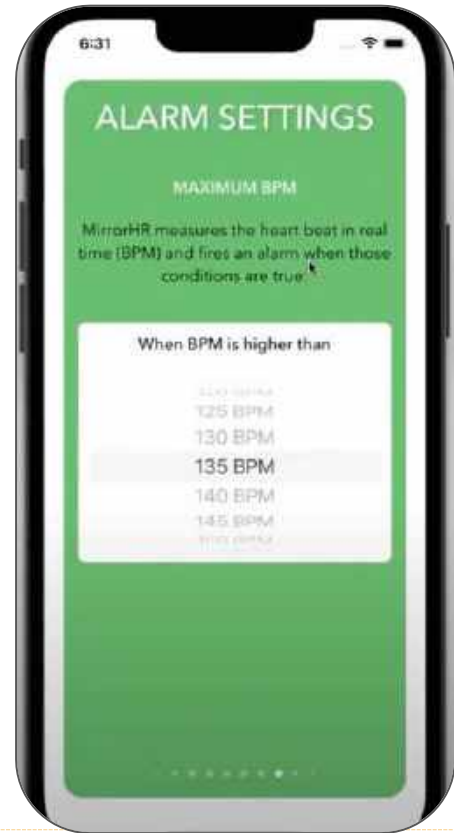 6:31
ALARM SETTINGS
MAXIMUM BPM
MirrorHR measures the heart beat in real
time (BPM) and fires an alarm when those
conditions are true
When BPM is higher than
125 BPM
130 BPM
135 BPM
140 BPM
145 BPM